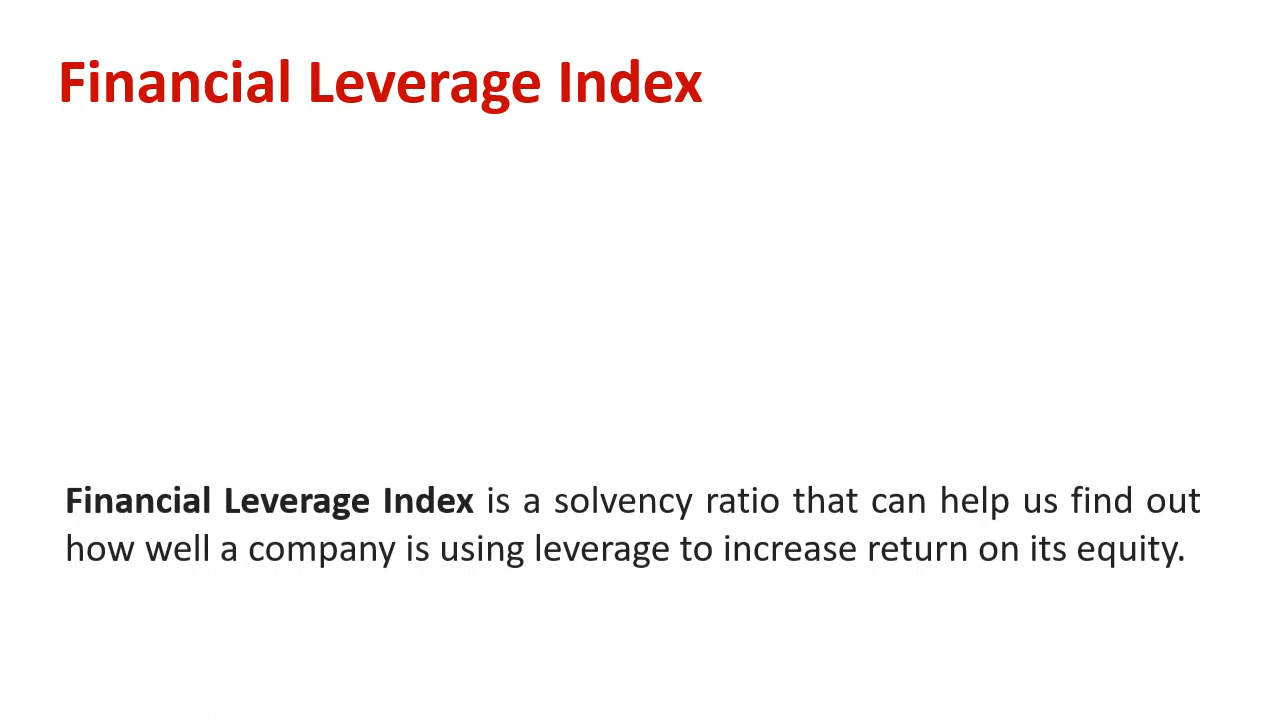 Financial Leverage Index
Financial Leverage Index is a solvency ratio that can help us find out
how well a company is using leverage to increase return on its equity.